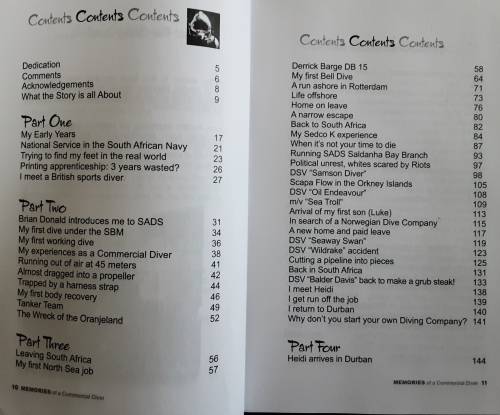 Contents Contents Contents
Dedication 5
Comments 6
Acknowledgements 8
What the Story is all About 9
Part One
My Early Years 17
National Service in the South African Navy 21
Trying to find my feet in the real world 23
Printing apprenticeship: 3 years wasted? 26
I meet a British sports diver 27
Part Two
Brian Donald introduces me to SADS 31
My first dive under the SBM 34
My first working dive 36
My experiences as a Commercial Diver 38
Running out of air at 45 meters 41
Almost dragged into a propeller 42
Trapped by a harness strap 44
My first body recovery 46
Tanker Team 49
The Wreck of the Oranjeland 52
Part Three
Leaving South Africa 56
My first North Sea job 57
10 MEMORIES of a Commercial Diver
Contents Contents Contents
Derrick Barge DB 15 58
My first Bell Dive 64
A run ashore in Rotterdam 71
Life offshore 73
Home on leave 76
A narrow escape 80
Back to South Africa 82
My Sedco K experience 84
When it's not your time to die 87
Running SADS Saldanha Bay Branch 93
Political unrest, whites scared by Riots 97
DSV "Samson Diver" 98
Scapa Flow in the Orkney Islands 105
DSV "Oil Endeavour" 108
m/v "Sea Troll" 109
Arrival of my first son (Luke) 113
In search of a Norwegian Dive Company 115
A new home and paid leave 117
DSV "Seaway Swan" 119
DSV "Wildrake" accident 123
Cutting a pipeline into pieces 125
Back in South Africa 131
DSV "Balder Davis" back to make a grub steak! 133
I meet Heidi 138
I get run off the job 139
I return to Durban 140
Why don't you start your own Diving Company? 141
Part Four
Heidi arrives in Durban 144
MEMORIES of a Commercial Diver 11